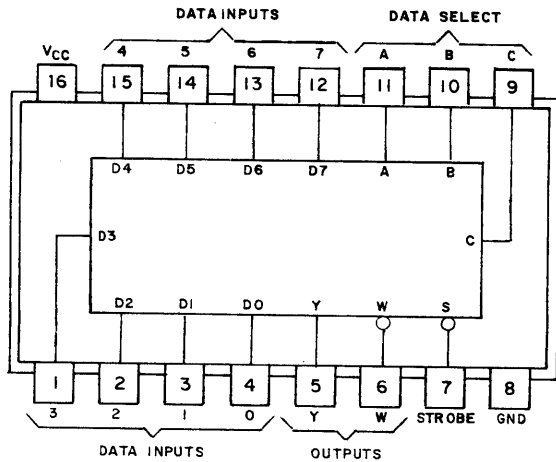 DATA INPUTS DATA SELECT
VCC 4 5 6 7 A B C
16 15 14 13 12 11 10 9
D4 D5 D6 D7 A B
D3 C
D2 D1 D0 Y W S
1 2 3 4 5 6 7 8
3 2 1 0 Y W STROBE GND
DATA INPUTS OUTPUTS